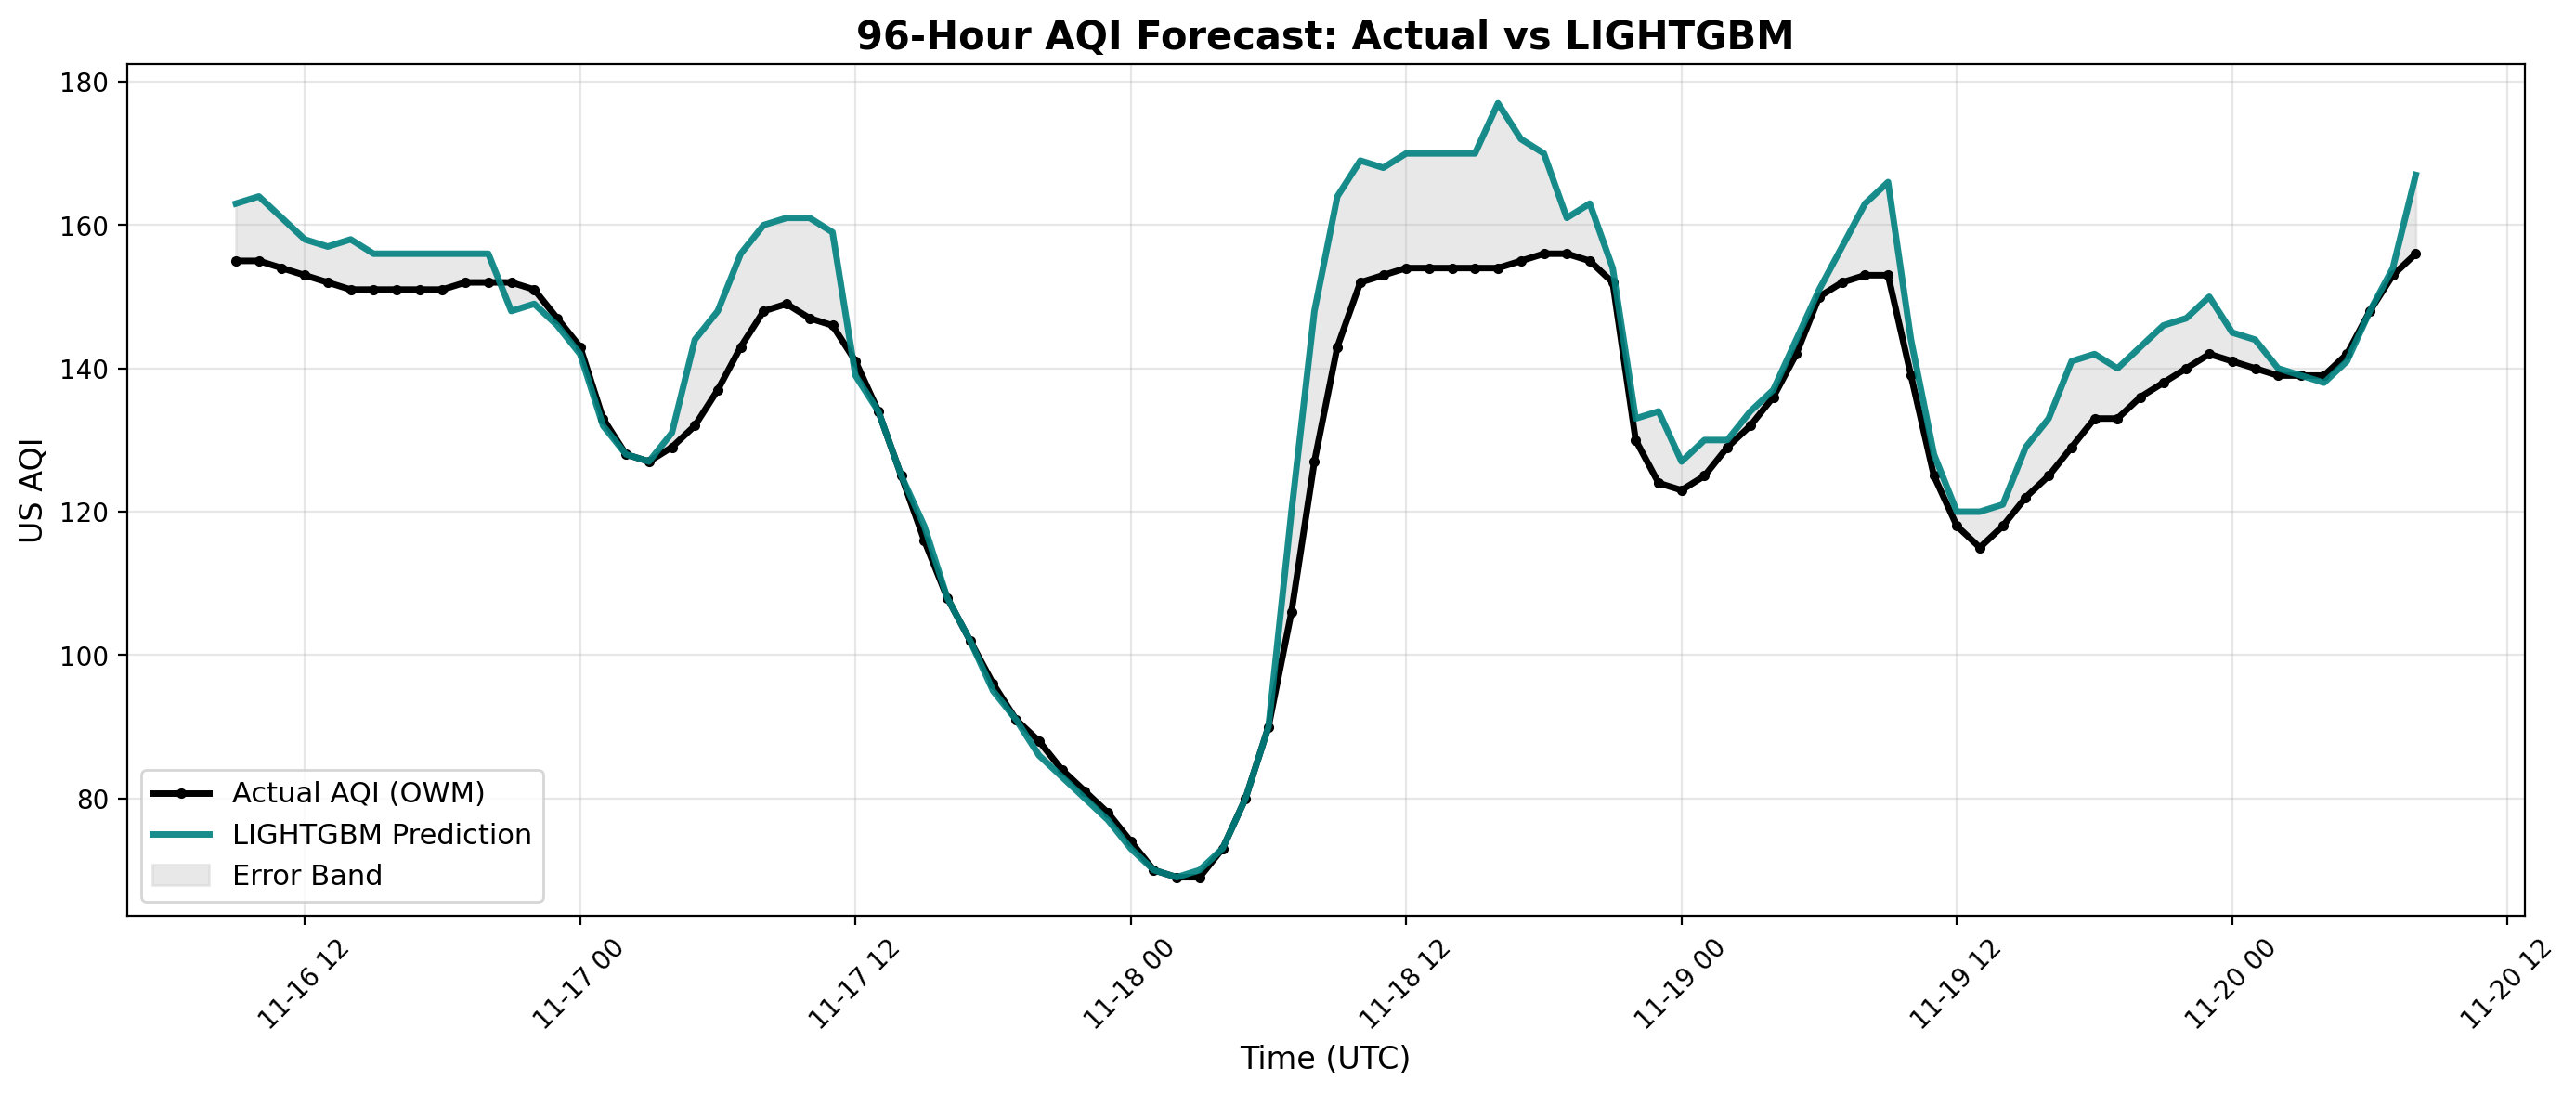 96-Hour AQI Forecast: Actual vs LIGHTGBM
US AQI
180
160
140
120
100
80
Actual AQI (OWM)
LIGHTGBM Prediction
Error Band
11-16 12
11-17 00
11-17 12
11-18 00
11-18 12
11-19 00
11-19 12
11-20 00
11-20 12
Time (UTC)